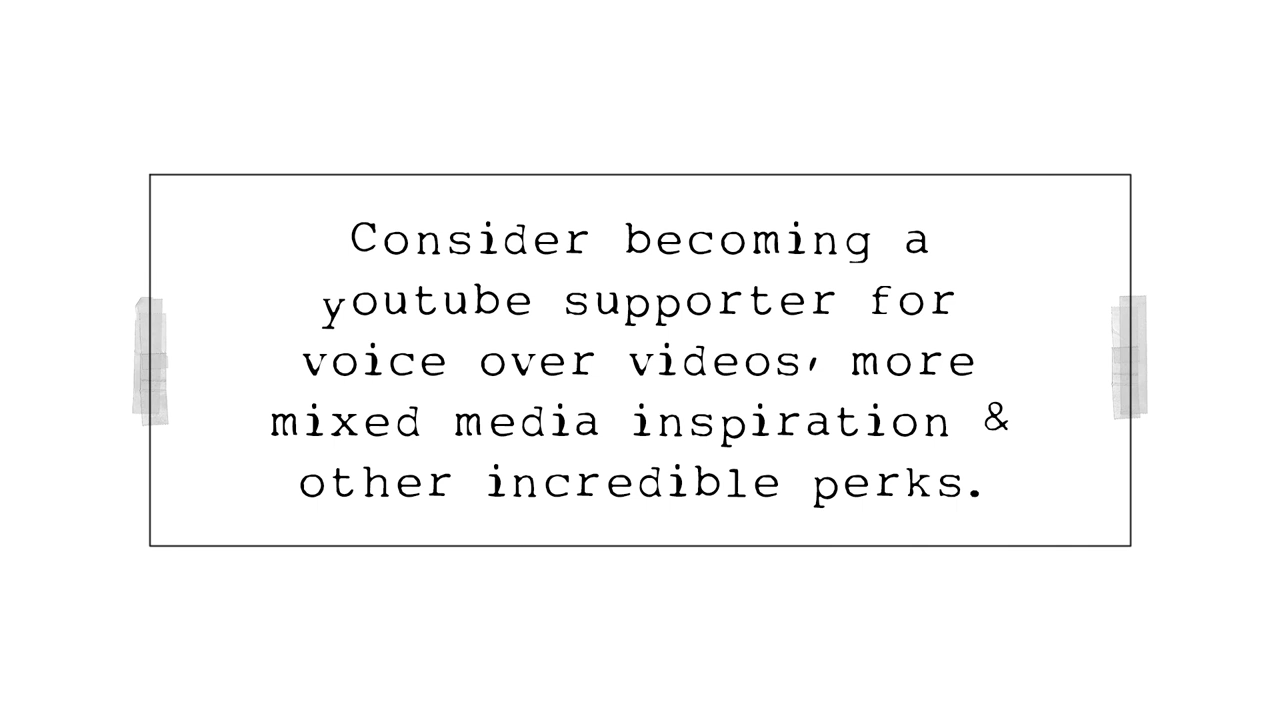 Consider becoming a
youtube supporter for
voice over videos, more
mixed media inspiration &
other incredible perks.